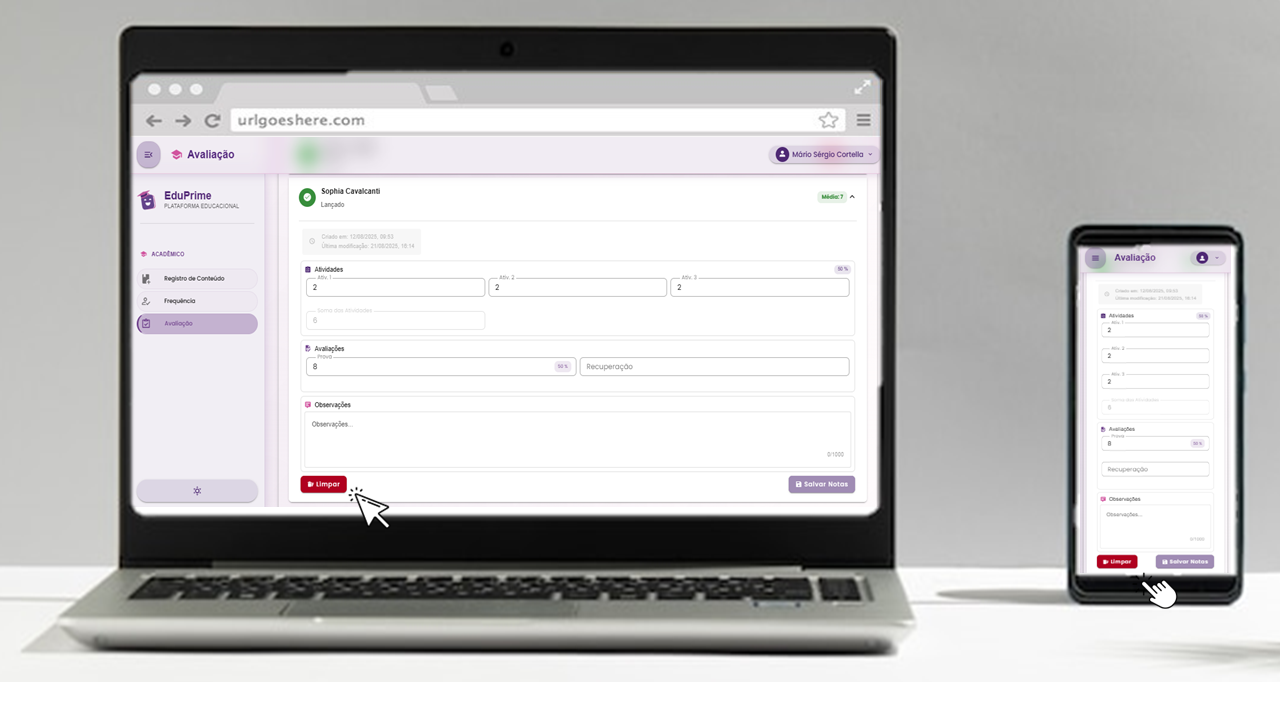 urlgoeshere.com
Avaliação
Mário Sérgio Cortella
EduPrime
PLATAFORMA EDUCACIONAL
ACADÊMICO
Registro de Conteúdo
Frequência
Avaliação
Sophia Cavalcanti
Lançado
Média: 7
Criado em: 12/08/2025, 09:53
Última modificação: 21/08/2025, 16:14
Atividades
50 %
Ativ. 1
2
Ativ. 2
2
Ativ. 3
2
Soma das Atividades
6
Avaliações
Prova
8
50 %
Recuperação
Observações
Observações...
0/1000
Limpar
Salvar Notas
Avaliação
Criado em: 12/08/2025, 09:53
Última modificação: 21/08/2025, 16:14
Atividades
50 %
Ativ. 1
2
Ativ. 2
2
Ativ. 3
2
Soma das Atividades
6
Avaliações
Prova
8
50 %
Recuperação
Observações
Observações...
0/1000
Limpar
Salvar Notas